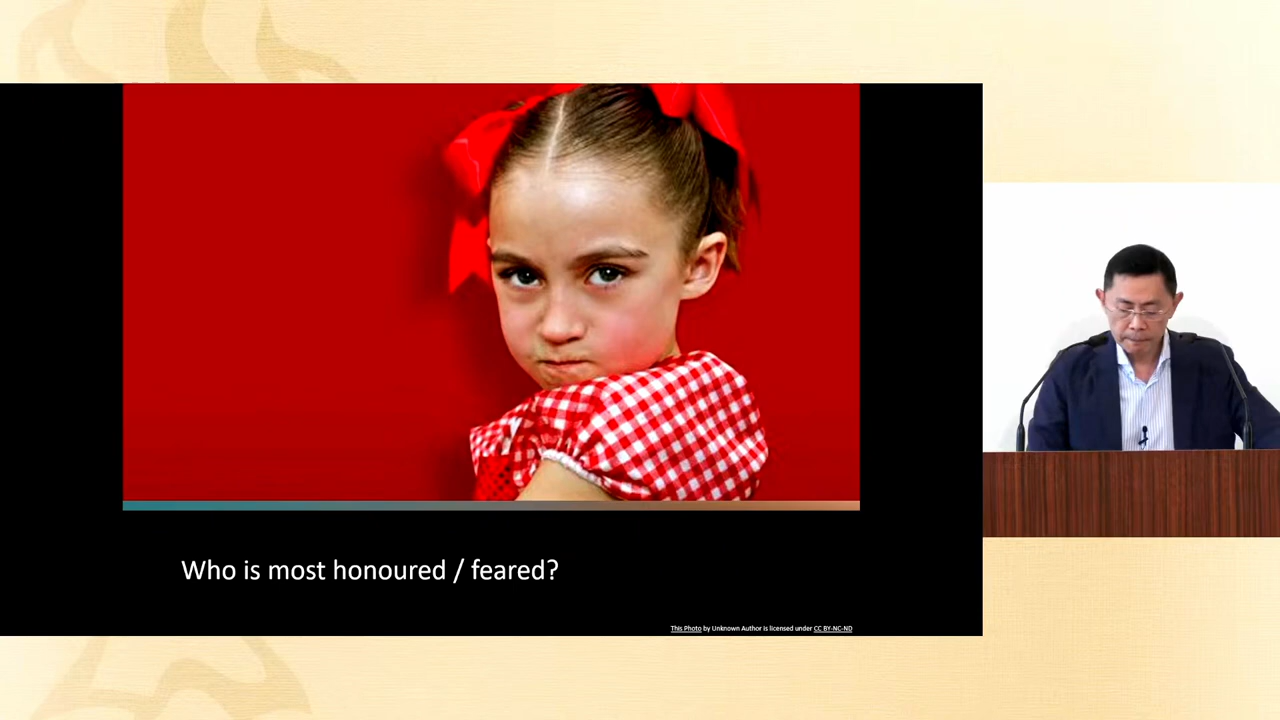 Who is most honoured / feared?
This Photo by Unknown Author is licensed under CC BY-NC-ND